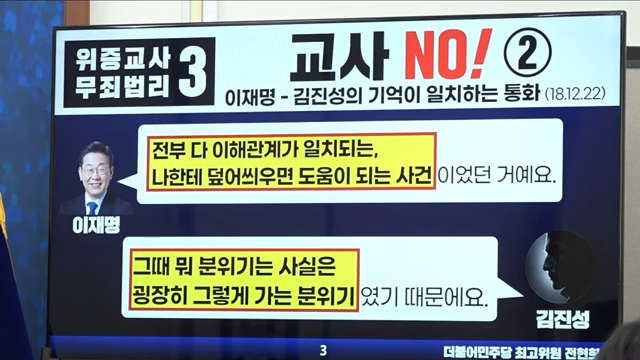 위증교사
무죄법리 3
교사 NO! ②
이재명 - 김진성의 기억이 일치하는 통화 (18.12.22)
전부 다 이해관계가 일치되는,
나한테 덮어씌우면 도움이 되는 사건이었던 거예요.
이재명
그때 뭐 분위기는 사실은
굉장히 그렇게 가는 분위기였기 때문에요.
김진성
3
더불어민주당 최고위원 전현희